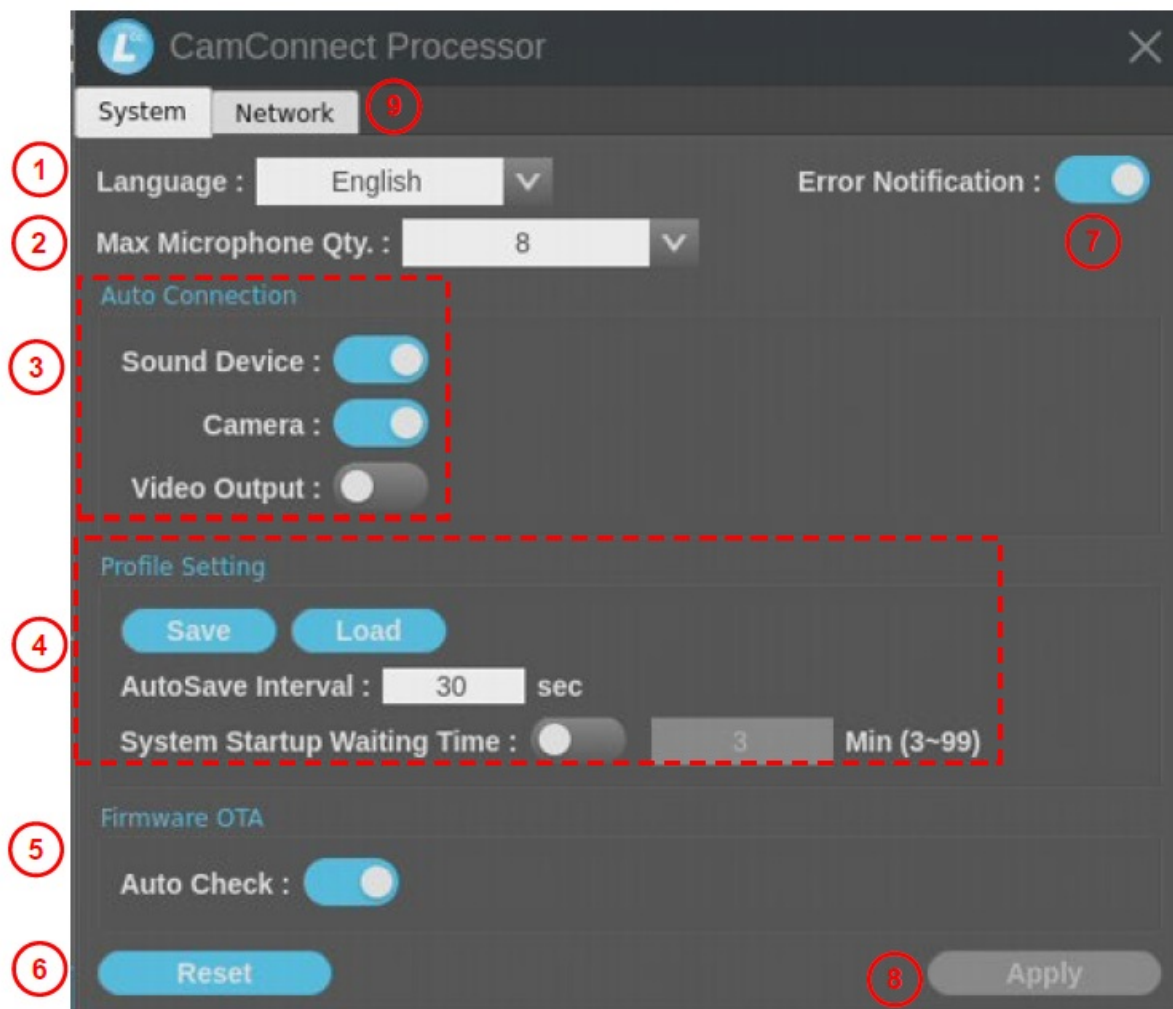 L CC CamConnect Processor
System Network 9
1 Language : English Error Notification :
2 Max Microphone Qty. : 8 7
Auto Connection
3 Sound Device :
Camera :
Video Output :
Profile Setting
4 Save Load
AutoSave Interval : 30 sec
System Startup Waiting Time : 3 Min (3~99)
Firmware OTA
5 Auto Check :
6 Reset 8 Apply